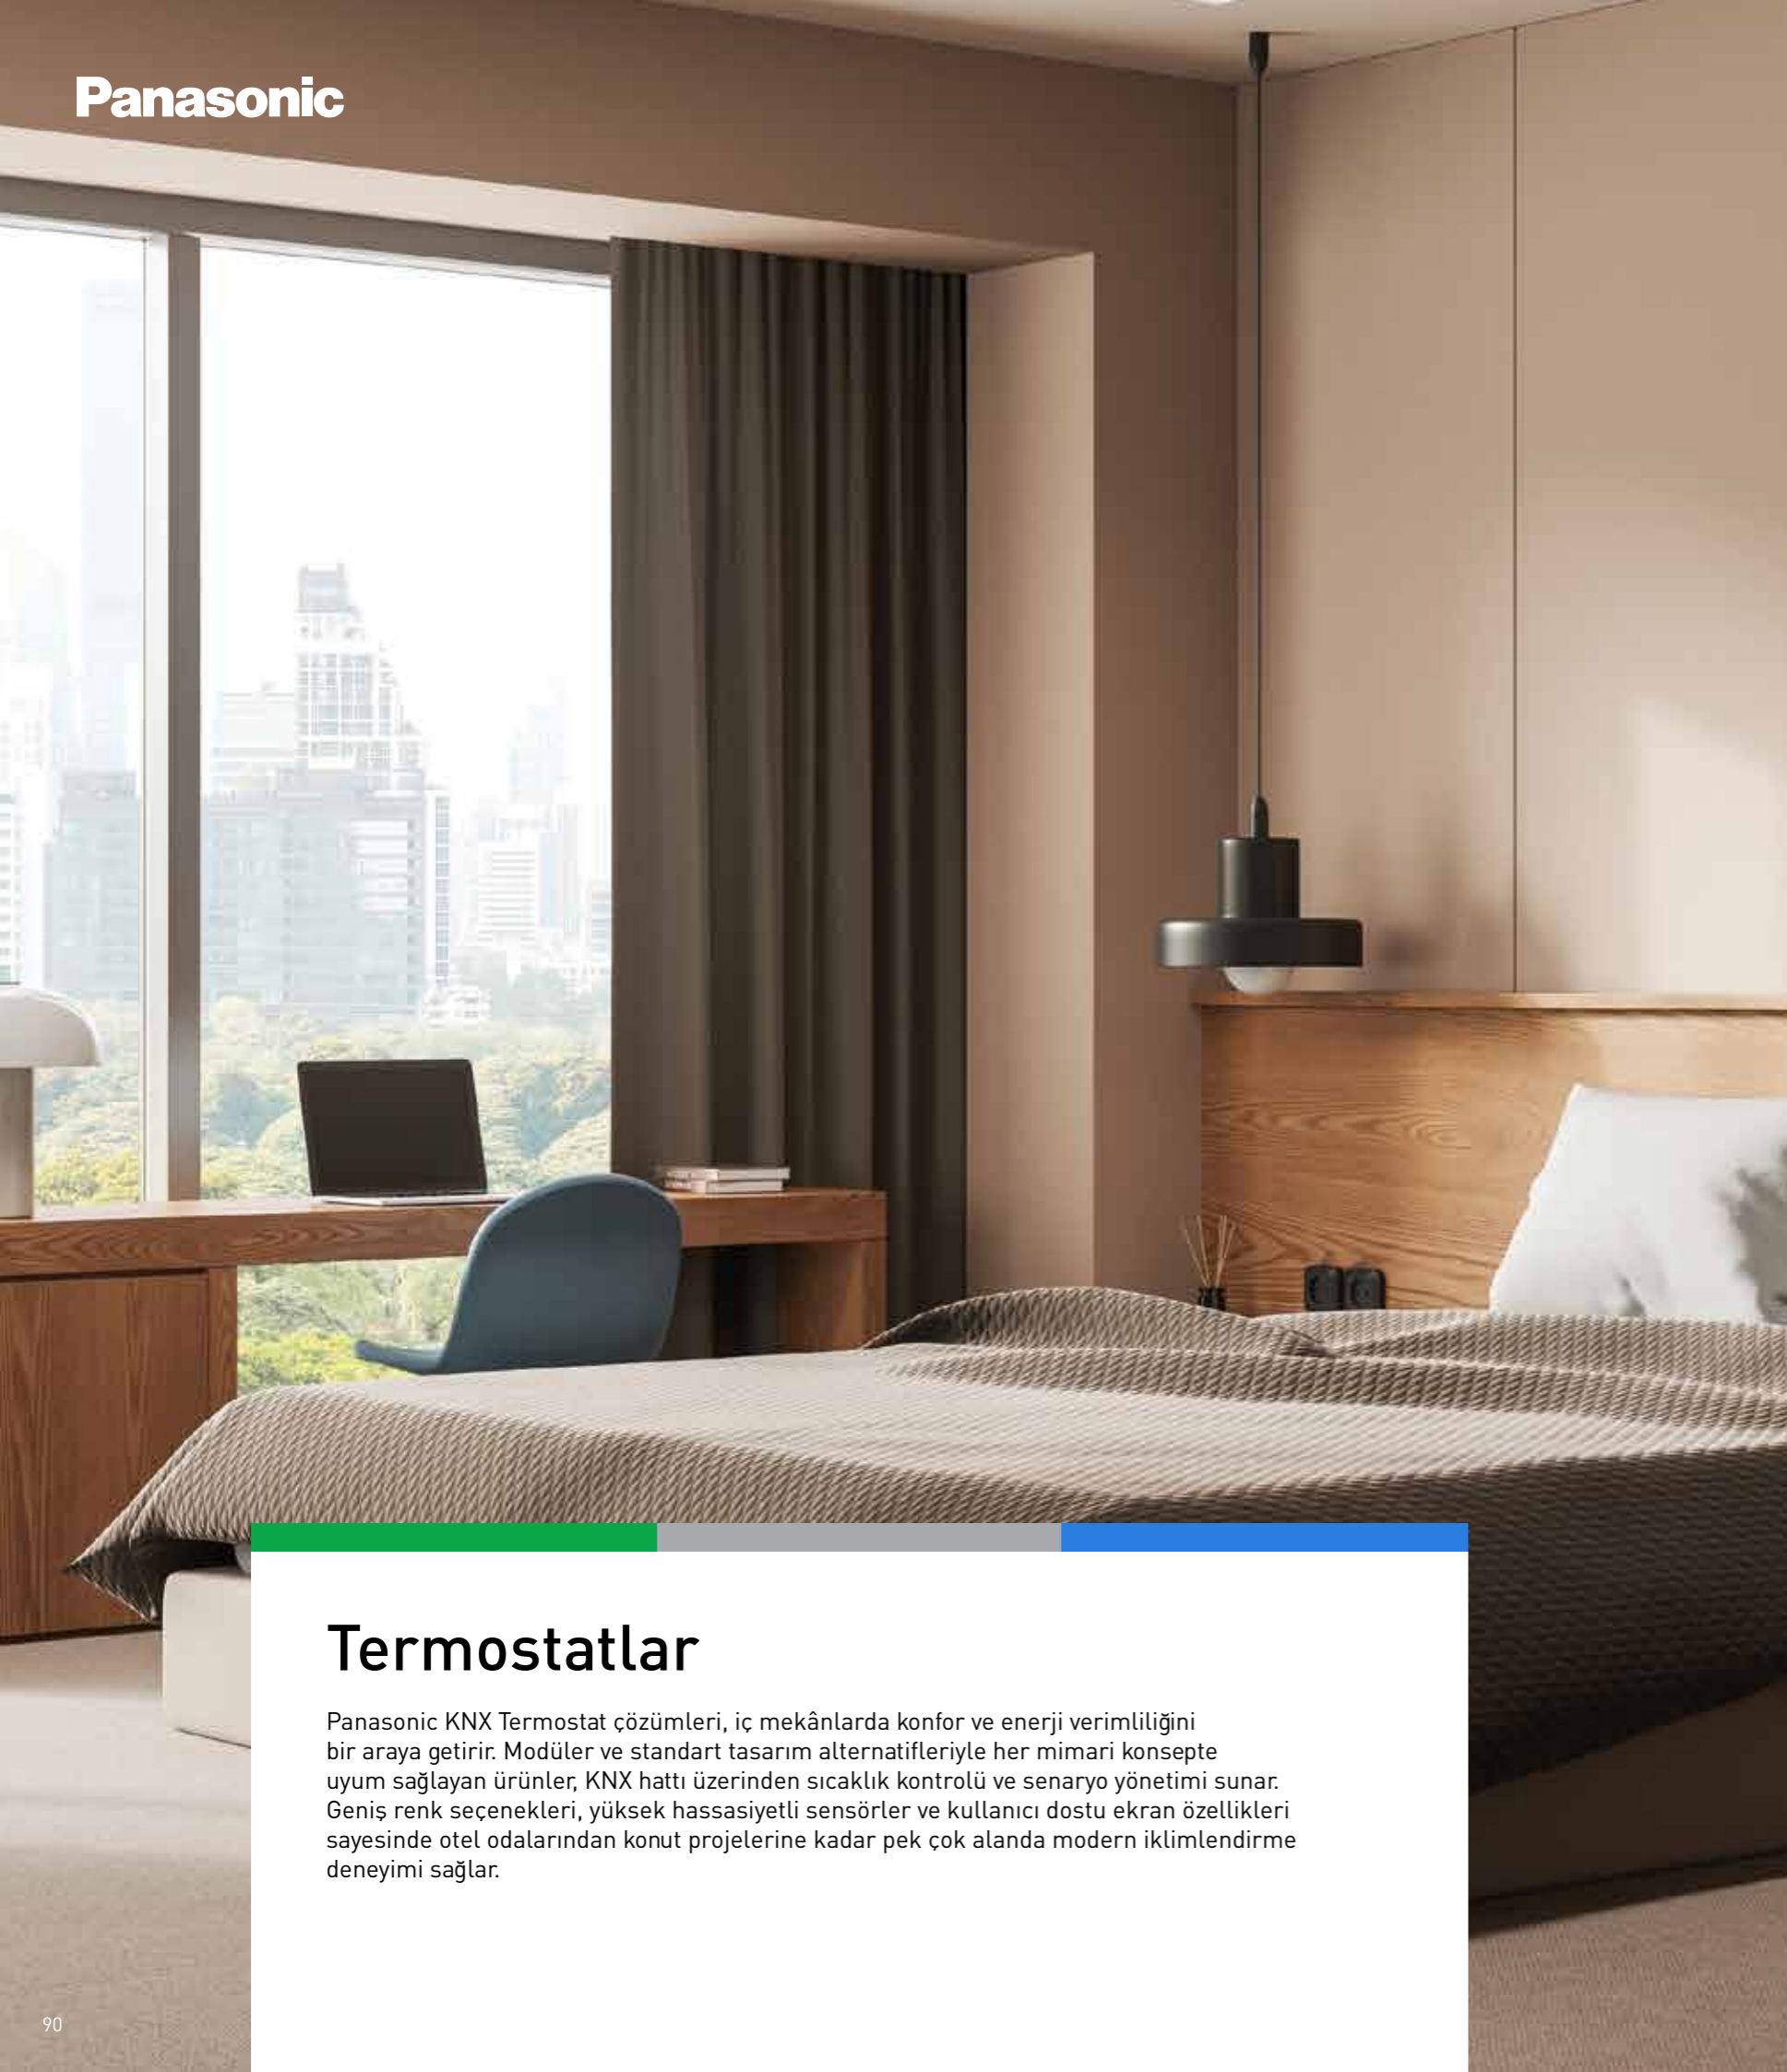 Panasonic
Termostatlar
Panasonic KNX Termostat çözümleri, iç mekânlarda konfor ve enerji verimliliğini
bir araya getirir. Modüler ve standart tasarım alternatifleriyle her mimari konsepte
uyum sağlayan ürünler, KNX hattı üzerinden sıcaklık kontrolü ve senaryo yönetimi sunar.
Geniş renk seçenekleri, yüksek hassasiyetli sensörler ve kullanıcı dostu ekran özellikleri
sayesinde otel odalarından konut projelerine kadar pek çok alanda modern iklimlendirme
deneyimi sağlar.
90